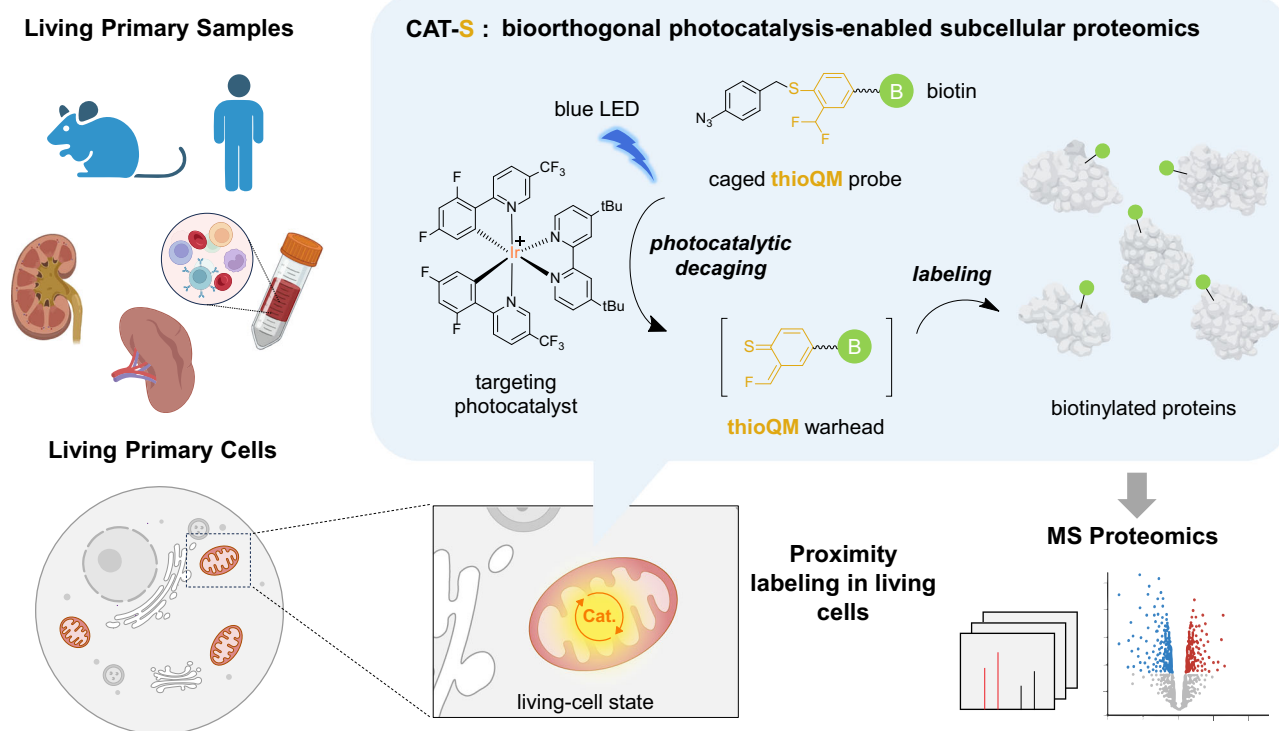 Living Primary Samples
CAT-S : bioorthogonal photocatalysis-enabled subcellular proteomics
blue LED
N3
S
F
F
B
biotin
caged thioQM probe
F
F
CF3
N
Ir
+
N
N
tBu
tBu
F
F
N
CF3
photocatalytic
decaging
labeling
targeting
photocatalyst
S
F
B
thioQM warhead
biotinylated proteins
Living Primary Cells
Cat.
living-cell state
Proximity
labeling in living
cells
MS Proteomics